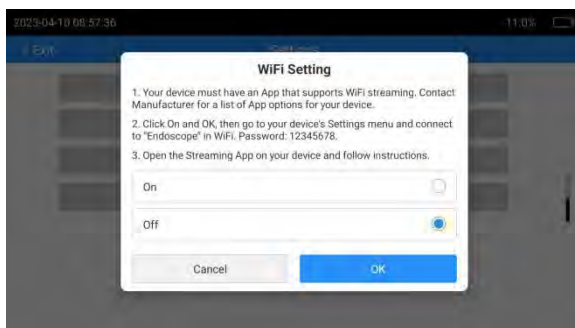 2023-04-10 08:57:36 11.0%
Exit Settings
WiFi Setting
1. Your device must have an App that supports WiFi streaming. Contact
Manufacturer for a list of App options for your device.
2. Click On and OK, then go to your device's Settings menu and connect
to "Endoscope" in WiFi. Password: 12345678.
3. Open the Streaming App on your device and follow instructions.
On
Off
Cancel OK